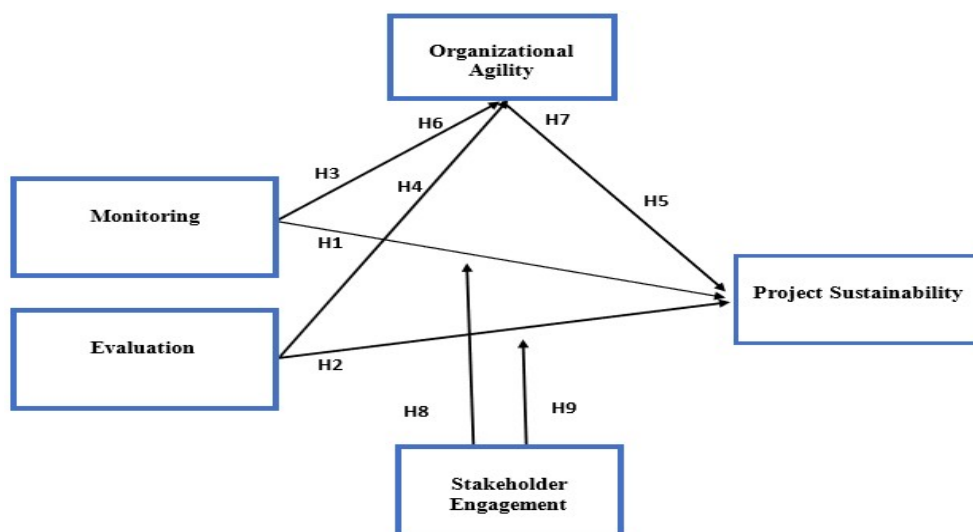 Organizational
Agility
H6
H7
H3
H4
H5
Monitoring
H1
Project Sustainability
Evaluation
H2
H8
H9
Stakeholder
Engagement